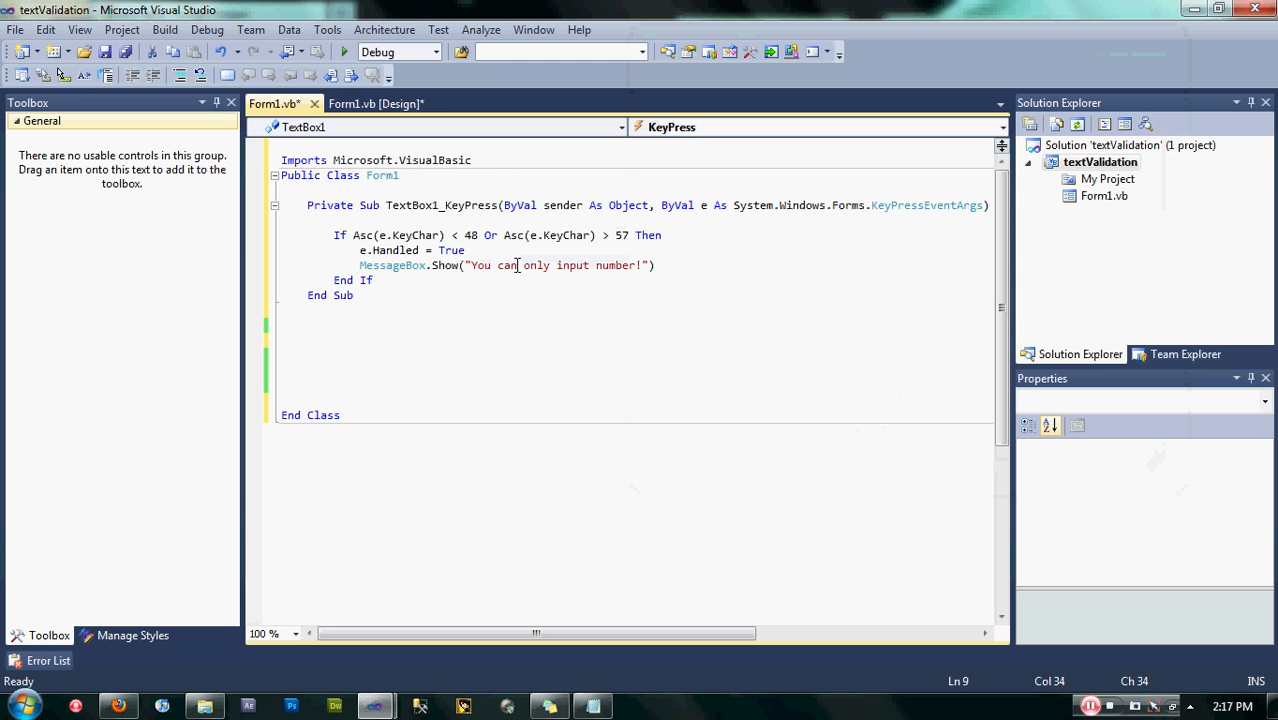 textValidation - Microsoft Visual Studio
File Edit View Project Build Debug Team Data Tools Architecture Test Analyze Window Help
Debug
Toolbox
General
There are no usable controls in this group.
Drag an item onto this text to add it to the
toolbox.
Toolbox Manage Styles
Form1.vb* Form1.vb [Design]*
TextBox1 KeyPress
Imports Microsoft.VisualBasic
Public Class Form1
Private Sub TextBox1_KeyPress(ByVal sender As Object, ByVal e As System.Windows.Forms.KeyPressEventArgs)
If Asc(e.KeyChar) < 48 Or Asc(e.KeyChar) > 57 Then
e.Handled = True
MessageBox.Show("You can only input number!")
End If
End Sub
End Class
100 %
Solution Explorer
Solution 'textValidation' (1 project)
textValidation
My Project
Form1.vb
Solution Explorer Team Explorer
Properties
Error List
Ready Ln 9 Col 34 Ch 34 INS
Ae Ps Dw 2:17 PM